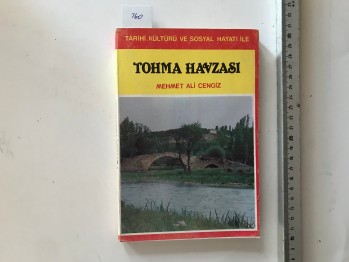 760
TARİHİ KÜLTÜRÜ VE SOSYAL HAYATI İLE
TOHMA HAVZASI
MEHMET ALİ CENGİZ